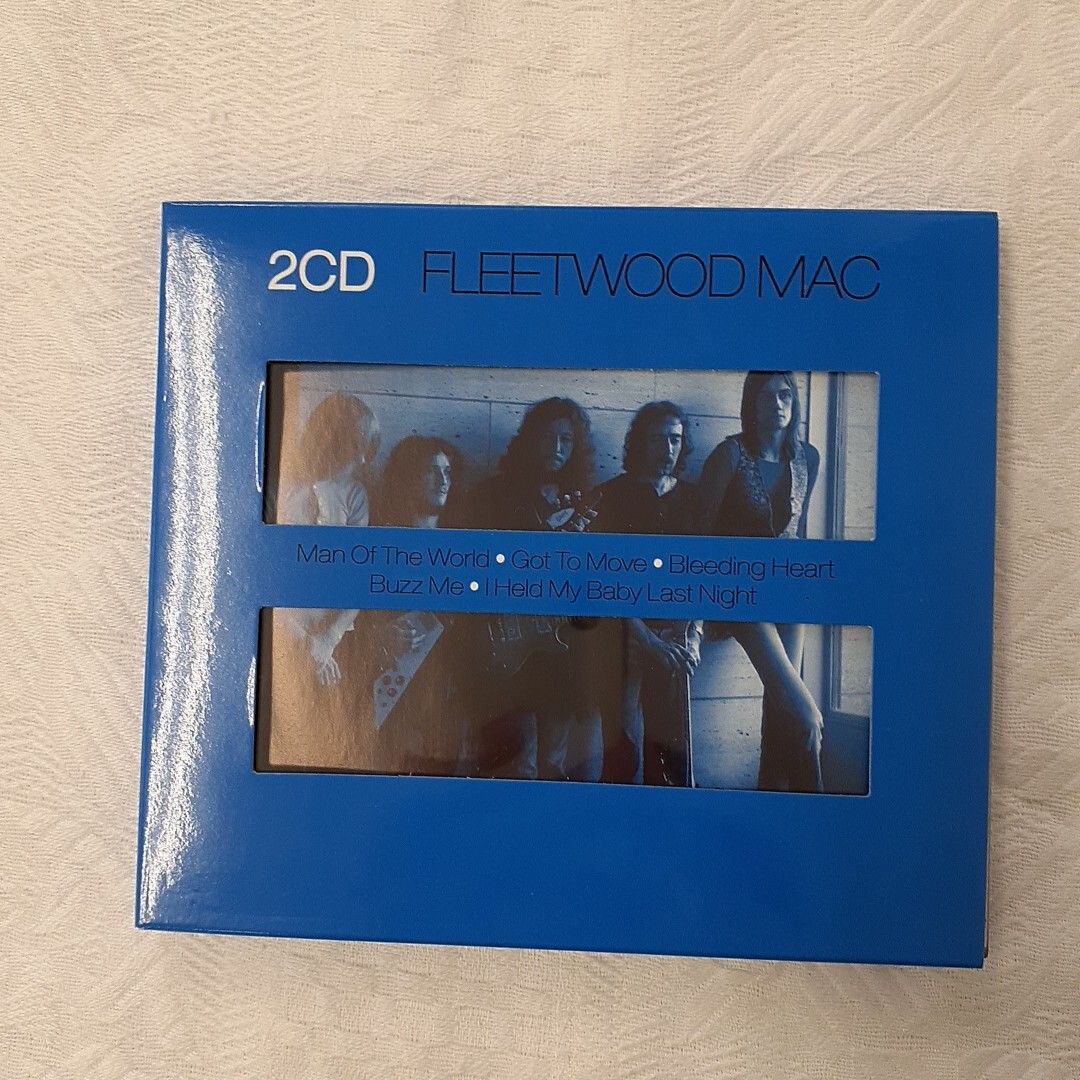 2CD FLEETWOOD MAC
Man Of The World • Got To Move • Bleeding Heart
Buzz Me • I Held My Baby Last Night